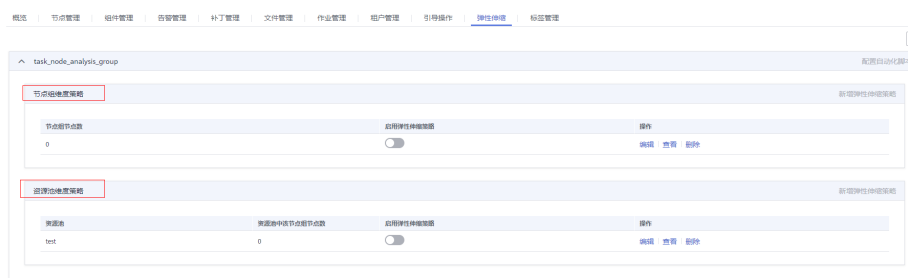 概览 节点管理 组件管理 告警管理 补丁管理 文件管理 作业管理 租户管理 引导操作 弹性伸缩 标签管理
task_node_analysis_group 配置自动化脚
节点组维度策略 新增弹性伸缩策略
节点组节点数 启用弹性伸缩策略 操作
0 编辑 查看 删除
资源池维度策略 新增弹性伸缩策略
资源池 资源池中该节点组节点数 启用弹性伸缩策略 操作
test 0 编辑 查看 删除